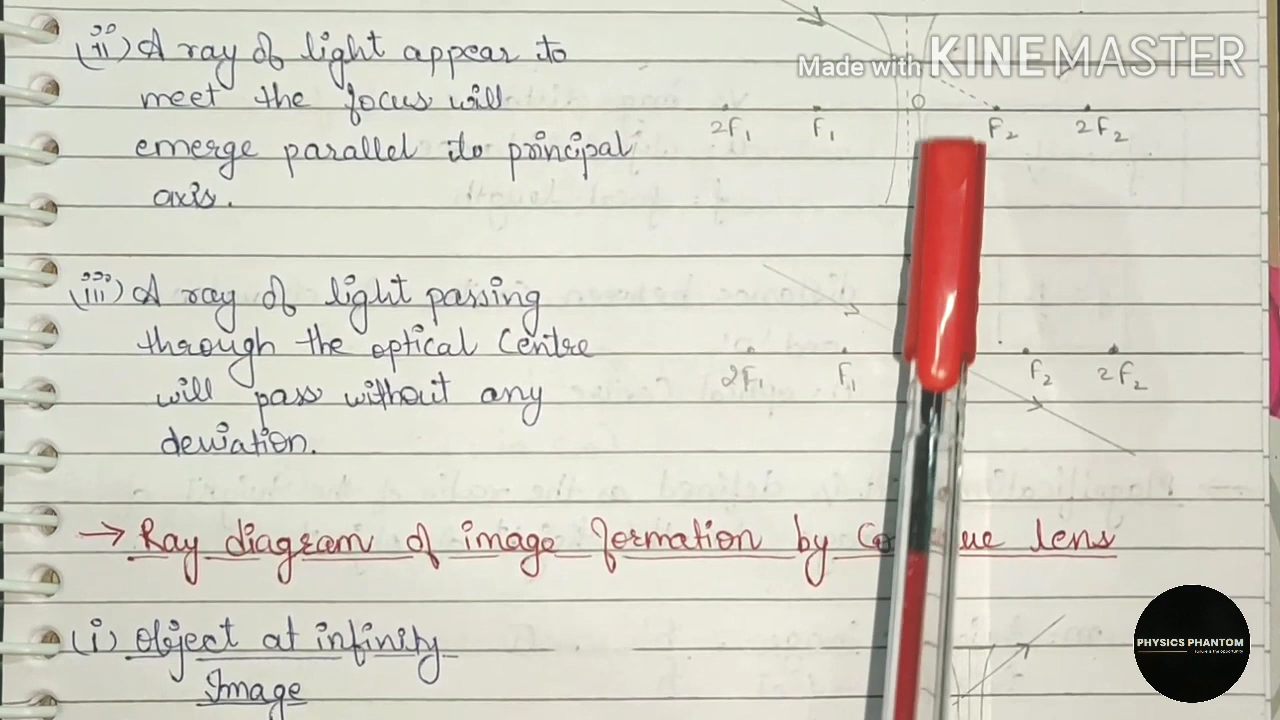 (ii) A ray of light appear to
meet the focus will
emerge parallel to principal
axis.
Made with KINEMASTER
2F₁ F₁ O F₂ 2F₂
(iii) A ray of light passing
through the optical Centre
will pass without any
deviation.
2F₁ F₁ F₂ 2F₂
→ Ray diagram of image formation by lens
(i) Object at infinity
Image
PHYSICS PHANTOM